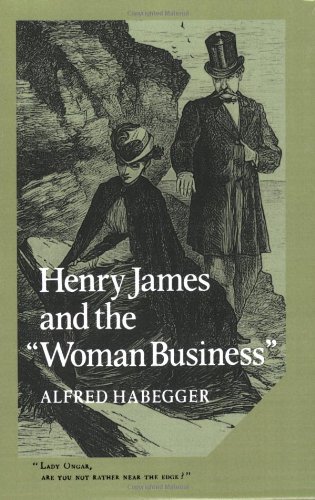 Henry James
and the
"Woman Business"
ALFRED HABEGGER
"LADY ONGAR,
ARE YOU NOT RATHER NEAR THE EDGE?"